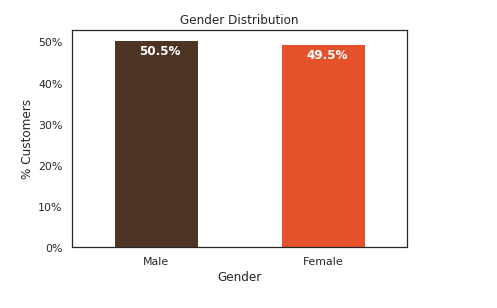 Gender Distribution
50%
40%
30%
20%
10%
0%
% Customers
50.5%
49.5%
Male
Female
Gender